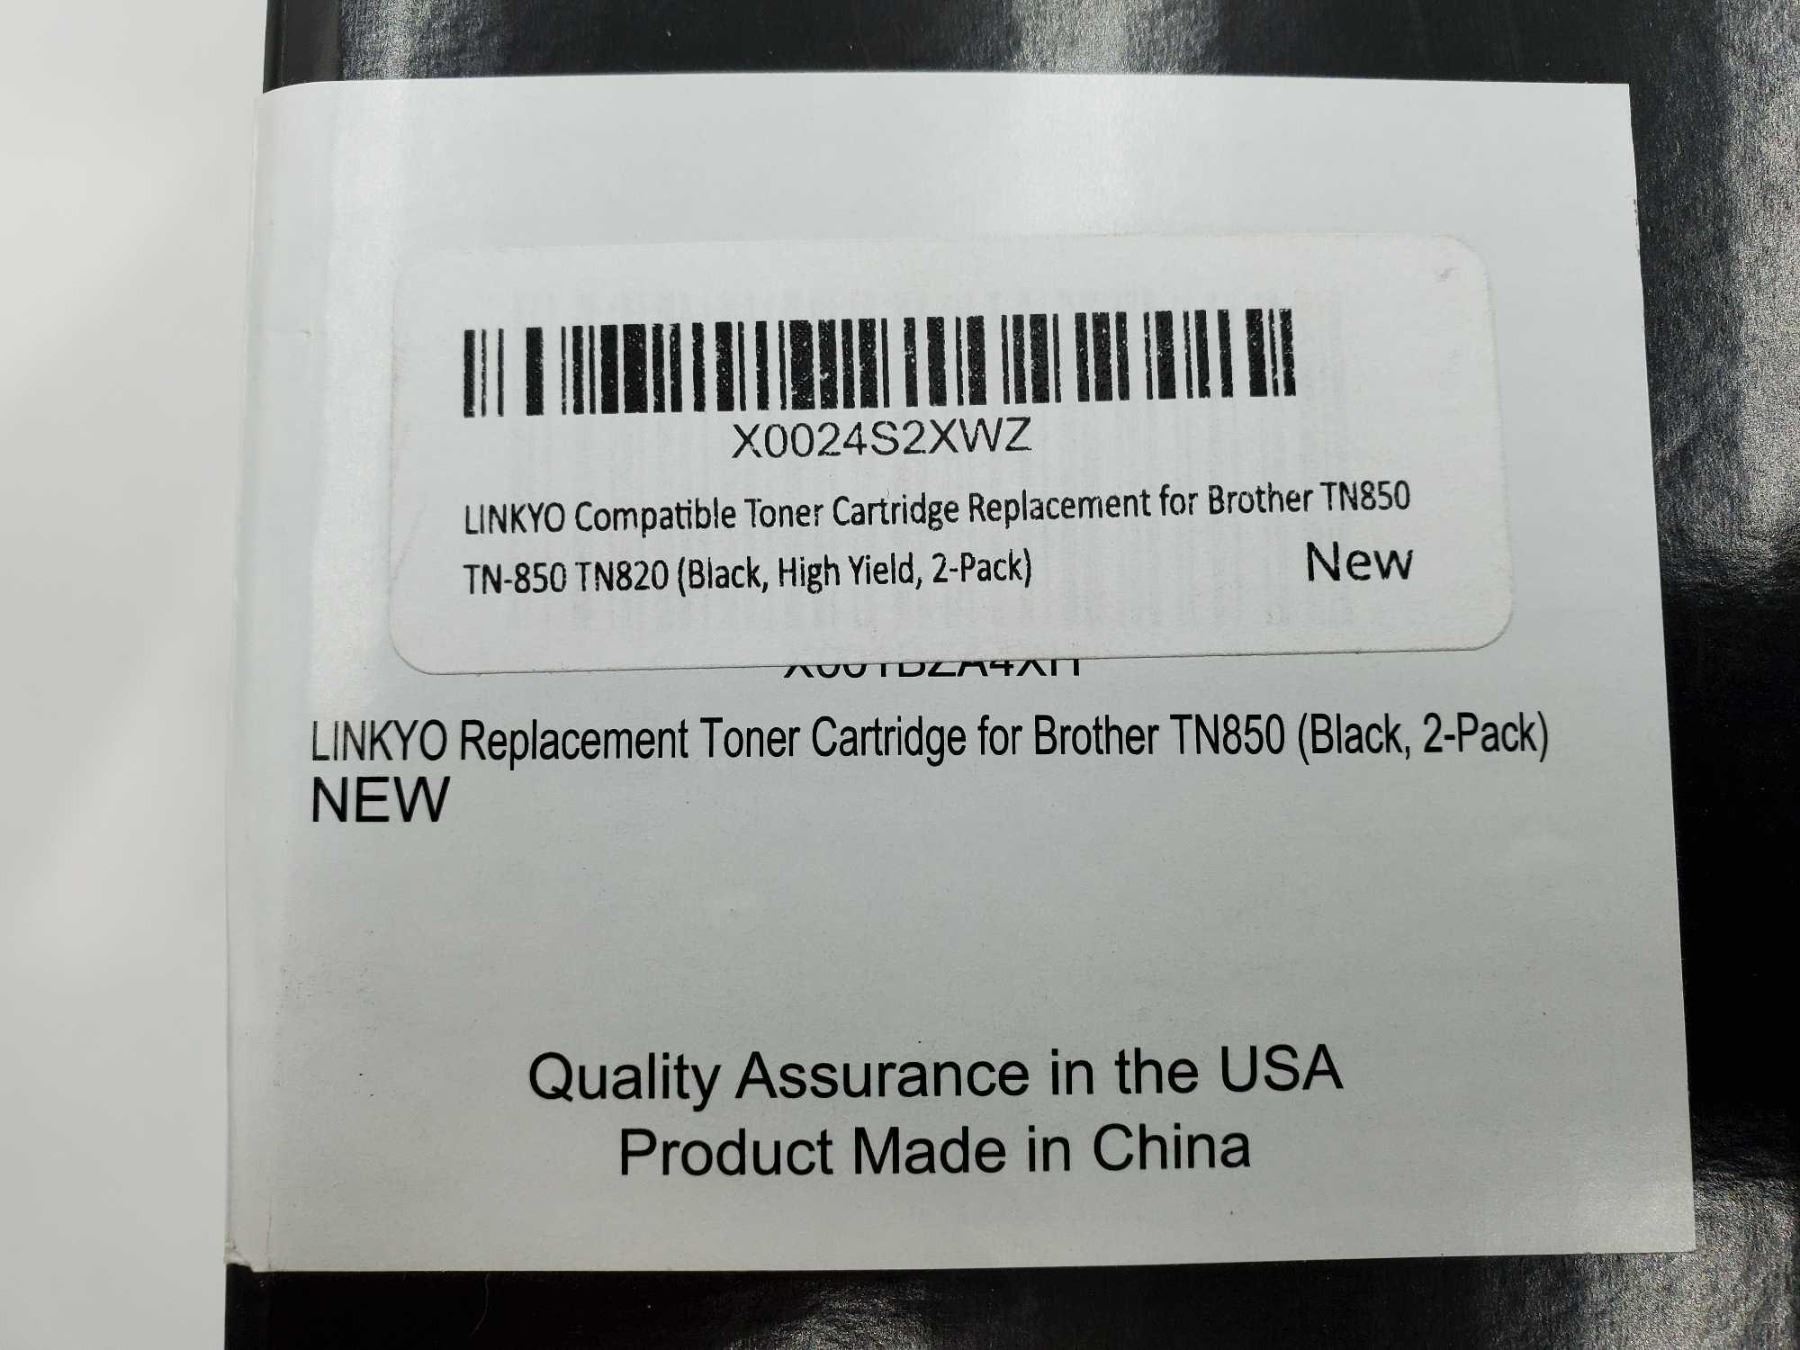 X0024S2XWZ
LINKYO Compatible Toner Cartridge Replacement for Brother TN850
TN-850 TN820 (Black, High Yield, 2-Pack) New
LINKYO Replacement Toner Cartridge for Brother TN850 (Black, 2-Pack)
NEW
Quality Assurance in the USA
Product Made in China